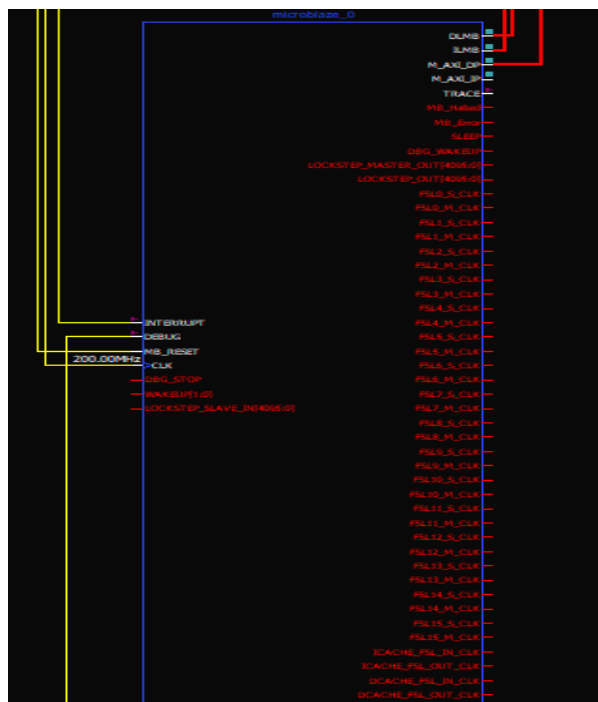 microblaze_0
DLMB
ILMB
M_AXI_DP
M_AXI_IP
TRACE
MB_Halted
MB_Error
SLEEP
DBG_WAKEUP
LOCKSTEP_MASTER_OUT[4095:0]
LOCKSTEP_OUT[4095:0]
FSL0_S_CLK
FSL0_M_CLK
FSL1_S_CLK
FSL1_M_CLK
FSL2_S_CLK
FSL2_M_CLK
FSL3_S_CLK
FSL3_M_CLK
FSL4_S_CLK
INTERRUPT FSL4_M_CLK
DEBUG FSL5_S_CLK
MB_RESET FSL5_M_CLK
200.00MHz CLK FSL6_S_CLK
DBG_STOP FSL6_M_CLK
WAKEUP[1:0] FSL7_S_CLK
LOCKSTEP_SLAVE_IN[4095:0] FSL7_M_CLK
FSL8_S_CLK
FSL8_M_CLK
FSL9_S_CLK
FSL9_M_CLK
FSL10_S_CLK
FSL10_M_CLK
FSL11_S_CLK
FSL11_M_CLK
FSL12_S_CLK
FSL12_M_CLK
FSL13_S_CLK
FSL13_M_CLK
FSL14_S_CLK
FSL14_M_CLK
FSL15_S_CLK
FSL15_M_CLK
ICACHE_FSL_IN_CLK
ICACHE_FSL_OUT_CLK
DCACHE_FSL_IN_CLK
DCACHE_FSL_OUT_CLK